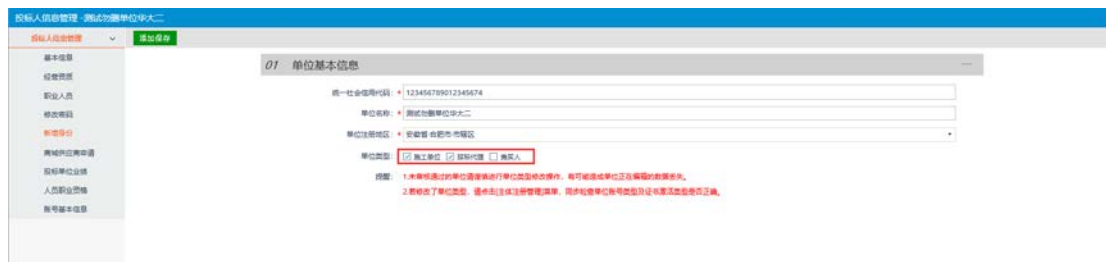 投标人信息管理 -测试勿删单位华大二
投标人信息管理
添加保存
基本信息
经营资质
职业人员
修改密码
新增身份
商城供应商申请
投标单位业绩
人员职业资格
账号基本信息
01 单位基本信息
统一社会信用代码：* 123456789012345674
单位名称：* 测试勿删单位华大二
单位注册地区：* 安徽省·合肥市·市辖区
单位类型： 施工单位 招标代理 购买人
提醒： 1.未审核通过的单位请谨慎进行单位类型修改操作，有可能造成单位正在编辑的数据丢失。
2.若修改了单位类型，请点击[主体注册管理]菜单，同步检查单位账号类型及证书激活类型是否正确。